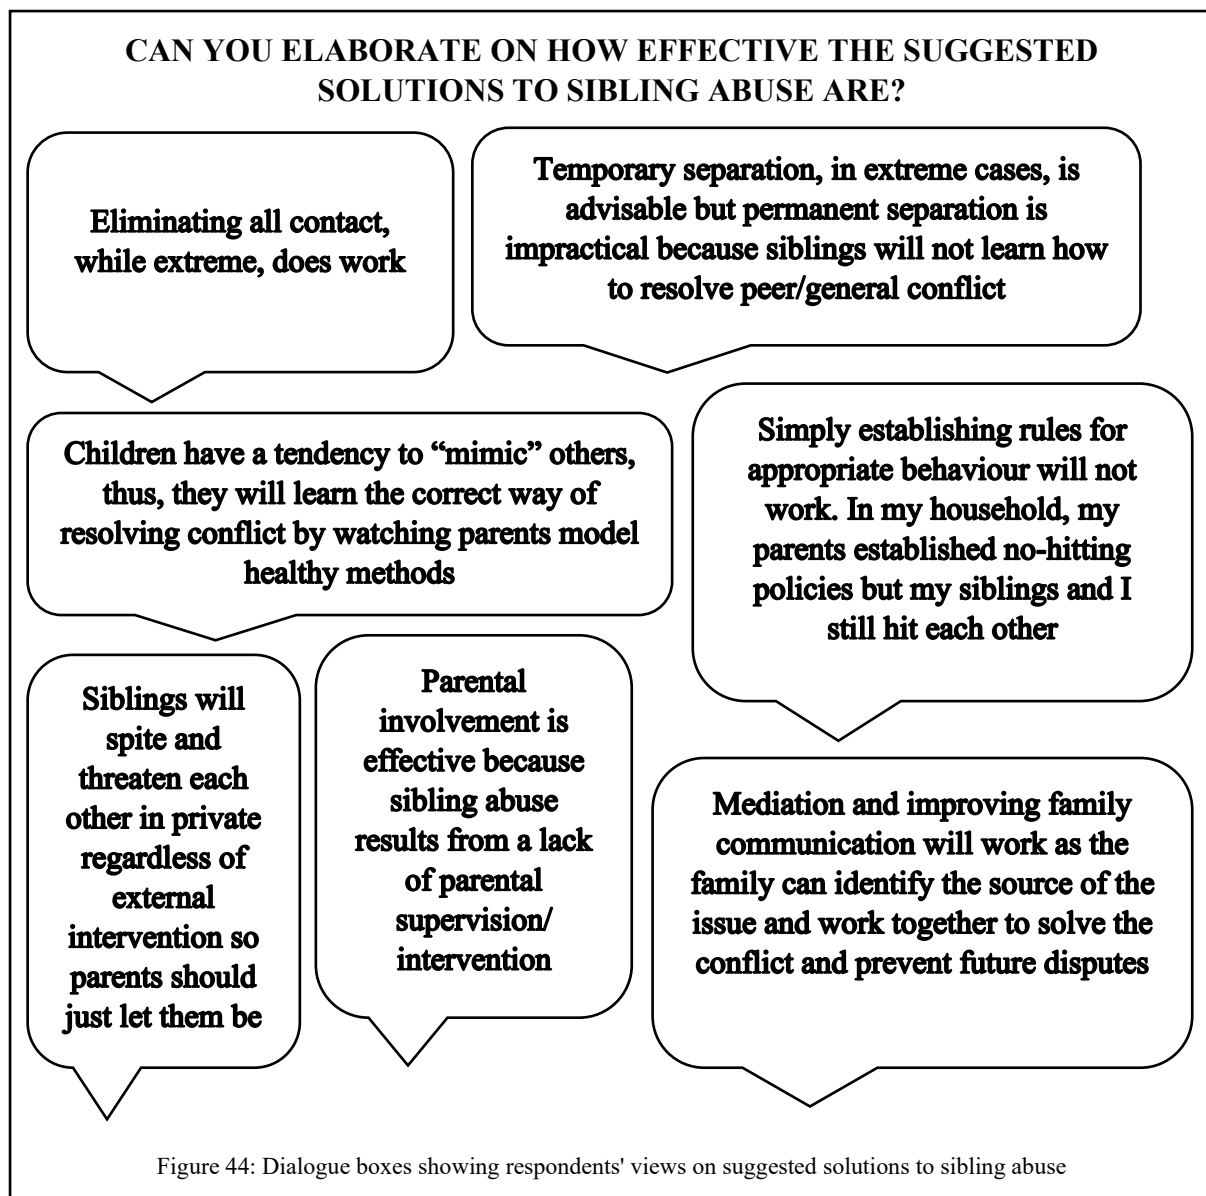 CAN YOU ELABORATE ON HOW EFFECTIVE THE SUGGESTED
SOLUTIONS TO SIBLING ABUSE ARE?
Eliminating all contact,
while extreme, does work
Temporary separation, in extreme cases, is
advisable but permanent separation is
impractical because siblings will not learn how
to resolve peer/general conflict
Children have a tendency to “mimic” others,
thus, they will learn the correct way of
resolving conflict by watching parents model
healthy methods
Simply establishing rules for
appropriate behaviour will not
work. In my household, my
parents established no-hitting
policies but my siblings and I
still hit each other
Siblings will
spite and
threaten each
other in private
regardless of
external
intervention so
parents should
just let them be
Parental
involvement is
effective because
sibling abuse
results from a lack
of parental
supervision/
intervention
Mediation and improving family
communication will work as the
family can identify the source of the
issue and work together to solve the
conflict and prevent future disputes
Figure 44: Dialogue boxes showing respondents' views on suggested solutions to sibling abuse